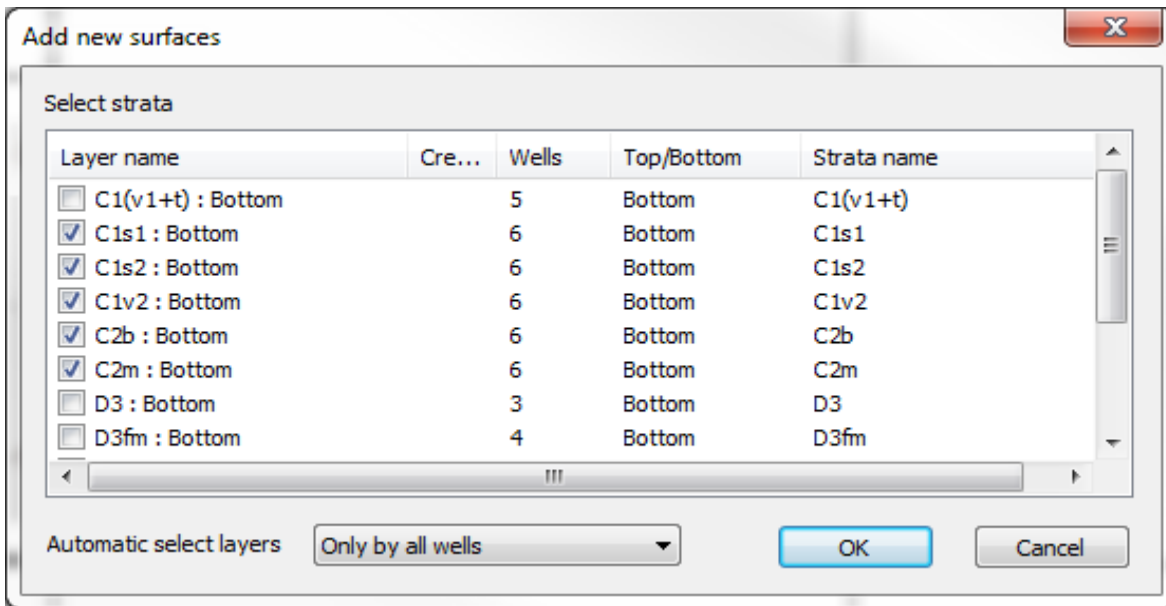 Add new surfaces
Select strata
Layer name Cre... Wells Top/Bottom Strata name
C1(v1+t) : Bottom 5 Bottom C1(v1+t)
C1s1 : Bottom 6 Bottom C1s1
C1s2 : Bottom 6 Bottom C1s2
C1v2 : Bottom 6 Bottom C1v2
C2b : Bottom 6 Bottom C2b
C2m : Bottom 6 Bottom C2m
D3 : Bottom 3 Bottom D3
D3fm : Bottom 4 Bottom D3fm
Automatic select layers Only by all wells OK Cancel